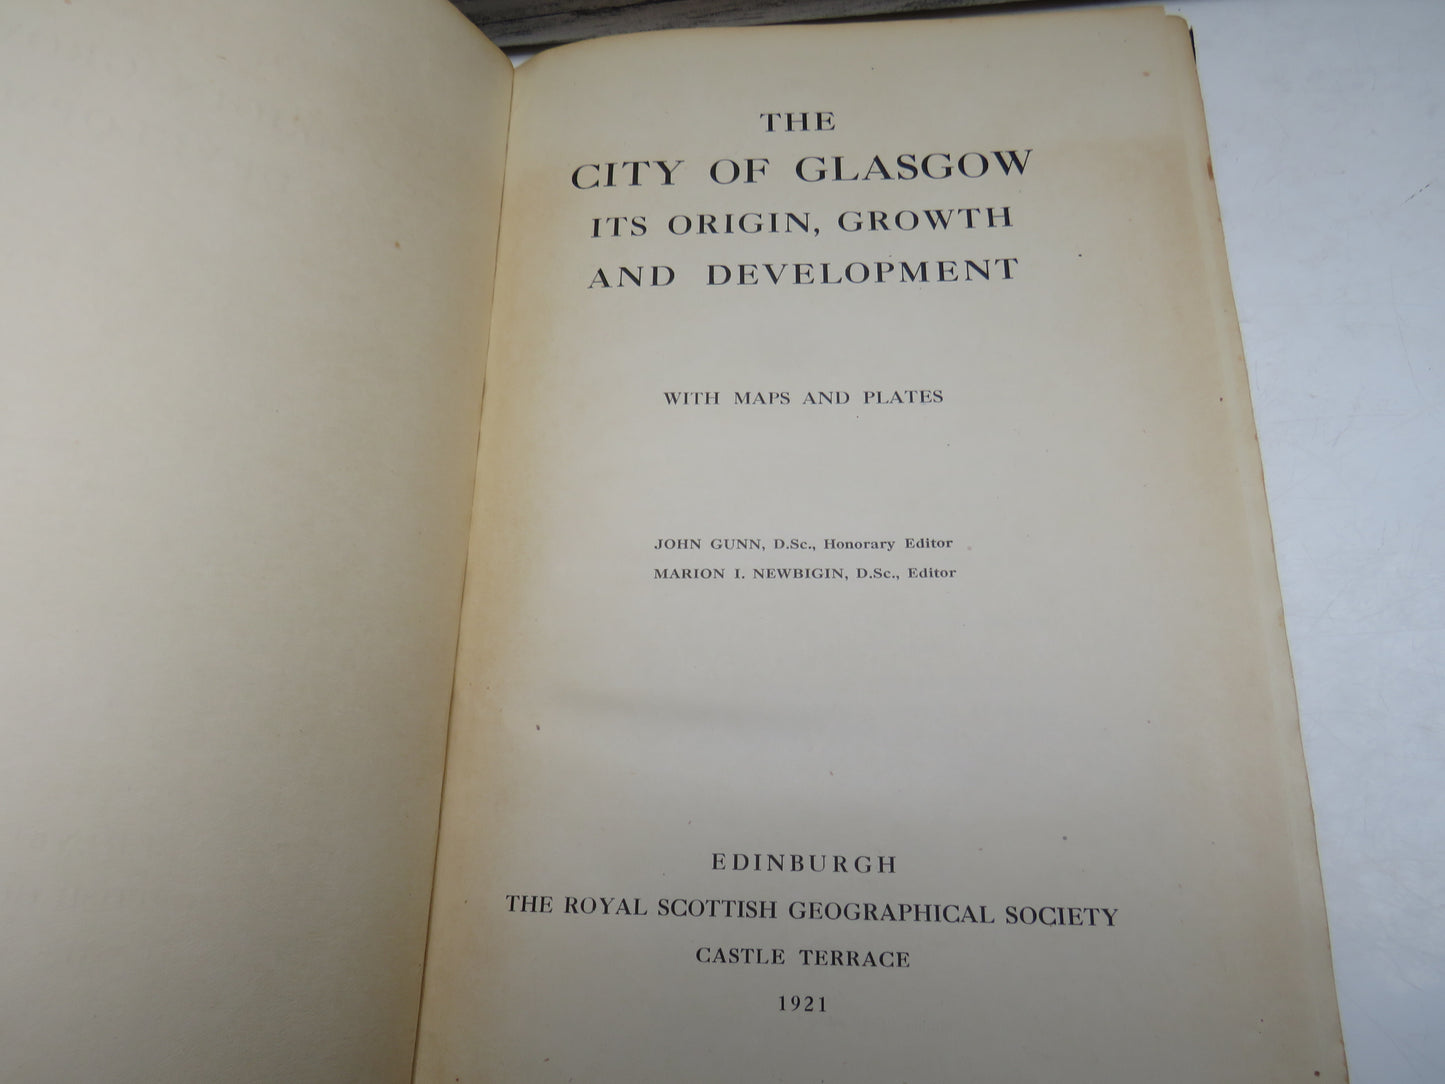 THE
CITY OF GLASGOW
ITS ORIGIN, GROWTH
AND DEVELOPMENT
WITH MAPS AND PLATES
JOHN GUNN, D.Sc., Honorary Editor
MARION I. NEWBIGIN, D.Sc., Editor
EDINBURGH
THE ROYAL SCOTTISH GEOGRAPHICAL SOCIETY
CASTLE TERRACE
1921